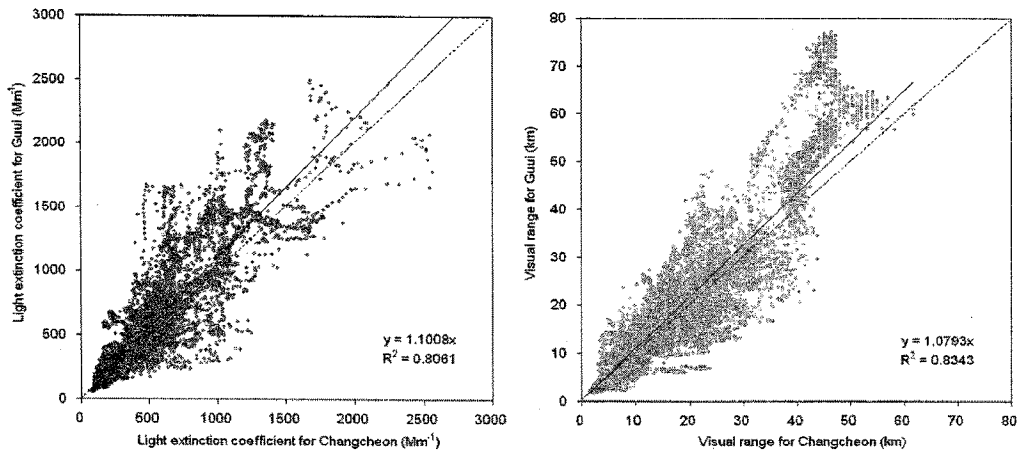 3000
2500
2000
1500
1000
500
0
Light extinction coefficient for Guui (Mm-1)
y = 1.1008x
R² = 0.8061
0 500 1000 1500 2000 2500 3000
Light extinction coefficient for Changcheon (Mm-1)
80
70
60
50
40
30
20
10
0
Visual range for Guui (km)
y = 1.0793x
R² = 0.8343
0 10 20 30 40 50 60 70 80
Visual range for Changcheon (km)